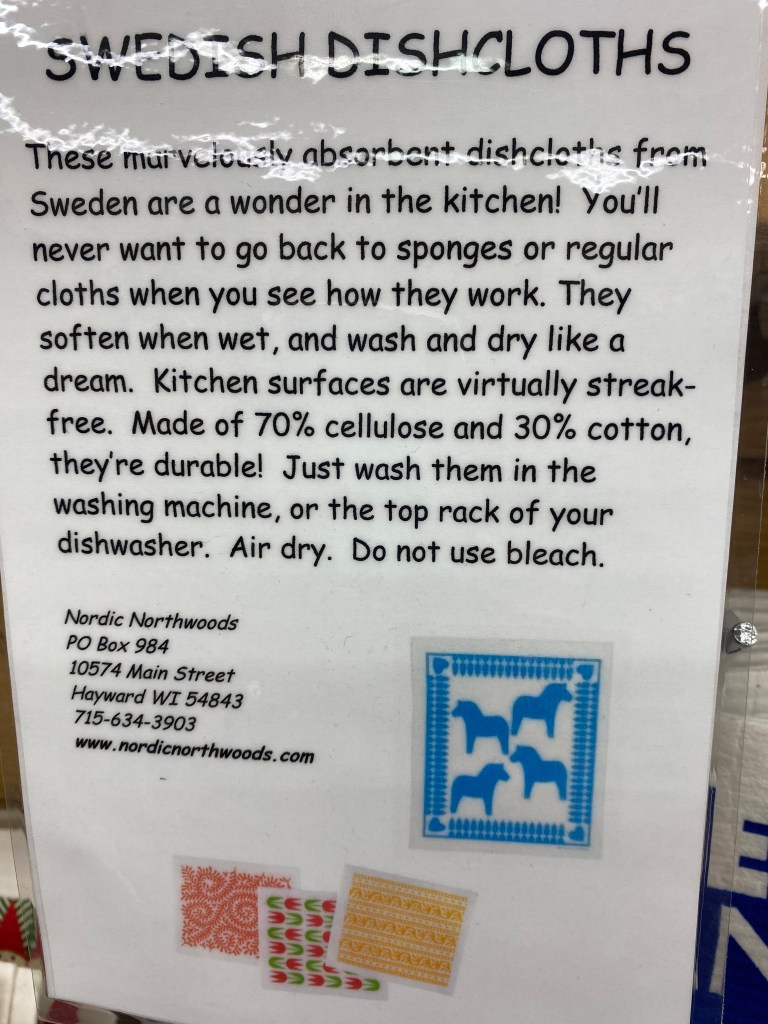 SWEDISH DISHCLOTHS
These marvelously absorbent dishcloths from
Sweden are a wonder in the kitchen! You'll
never want to go back to sponges or regular
cloths when you see how they work. They
soften when wet, and wash and dry like a
dream. Kitchen surfaces are virtually streak-
free. Made of 70% cellulose and 30% cotton,
they're durable! Just wash them in the
washing machine, or the top rack of your
dishwasher. Air dry. Do not use bleach.
Nordic Northwoods
PO Box 984
10574 Main Street
Hayward WI 54843
715-634-3903
www.nordicnorthwoods.com